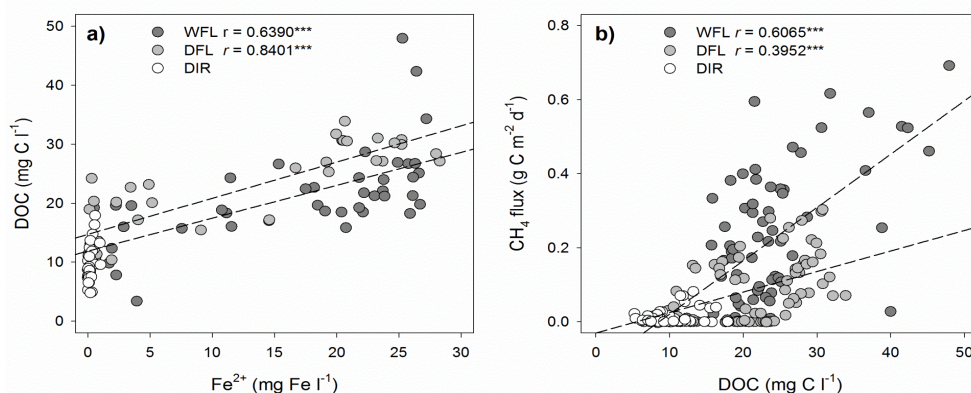 a)
WFL r = 0.6390***
DFL r = 0.8401***
DIR
DOC (mg C l⁻¹)
50
40
30
20
10
0
0 5 10 15 20 25 30
Fe²⁺ (mg Fe l⁻¹)
b)
WFL r = 0.6065***
DFL r = 0.3952***
DIR
CH₄ flux (g C m⁻² d⁻¹)
0.8
0.6
0.4
0.2
0.0
0 10 20 30 40 50
DOC (mg C l⁻¹)